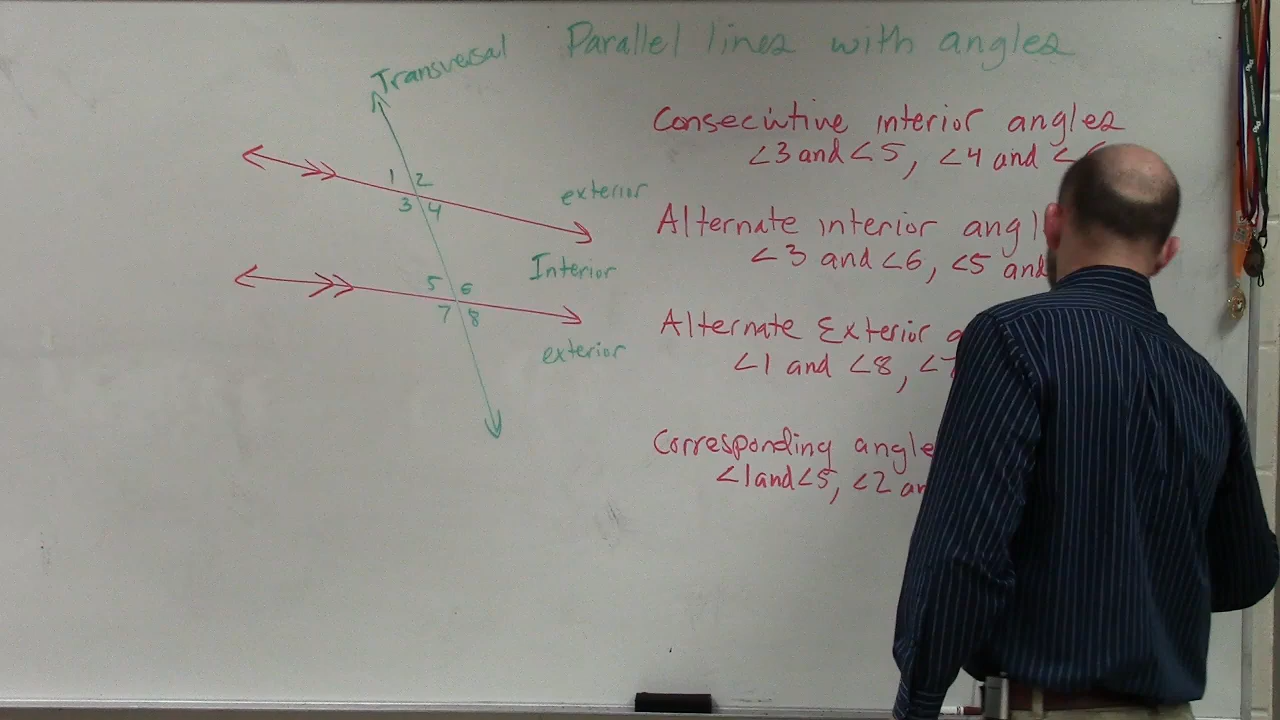 Transversal
Parallel lines with angles
1 2
3 4
exterior
Interior
5 6
7 8
exterior
Consecutive interior angles
∠3 and ∠5, ∠4 and
Alternate interior
∠3 and ∠6, ∠5 and
Alternate Exterior
∠1 and ∠8,
Corresponding
∠1 and ∠5, ∠2